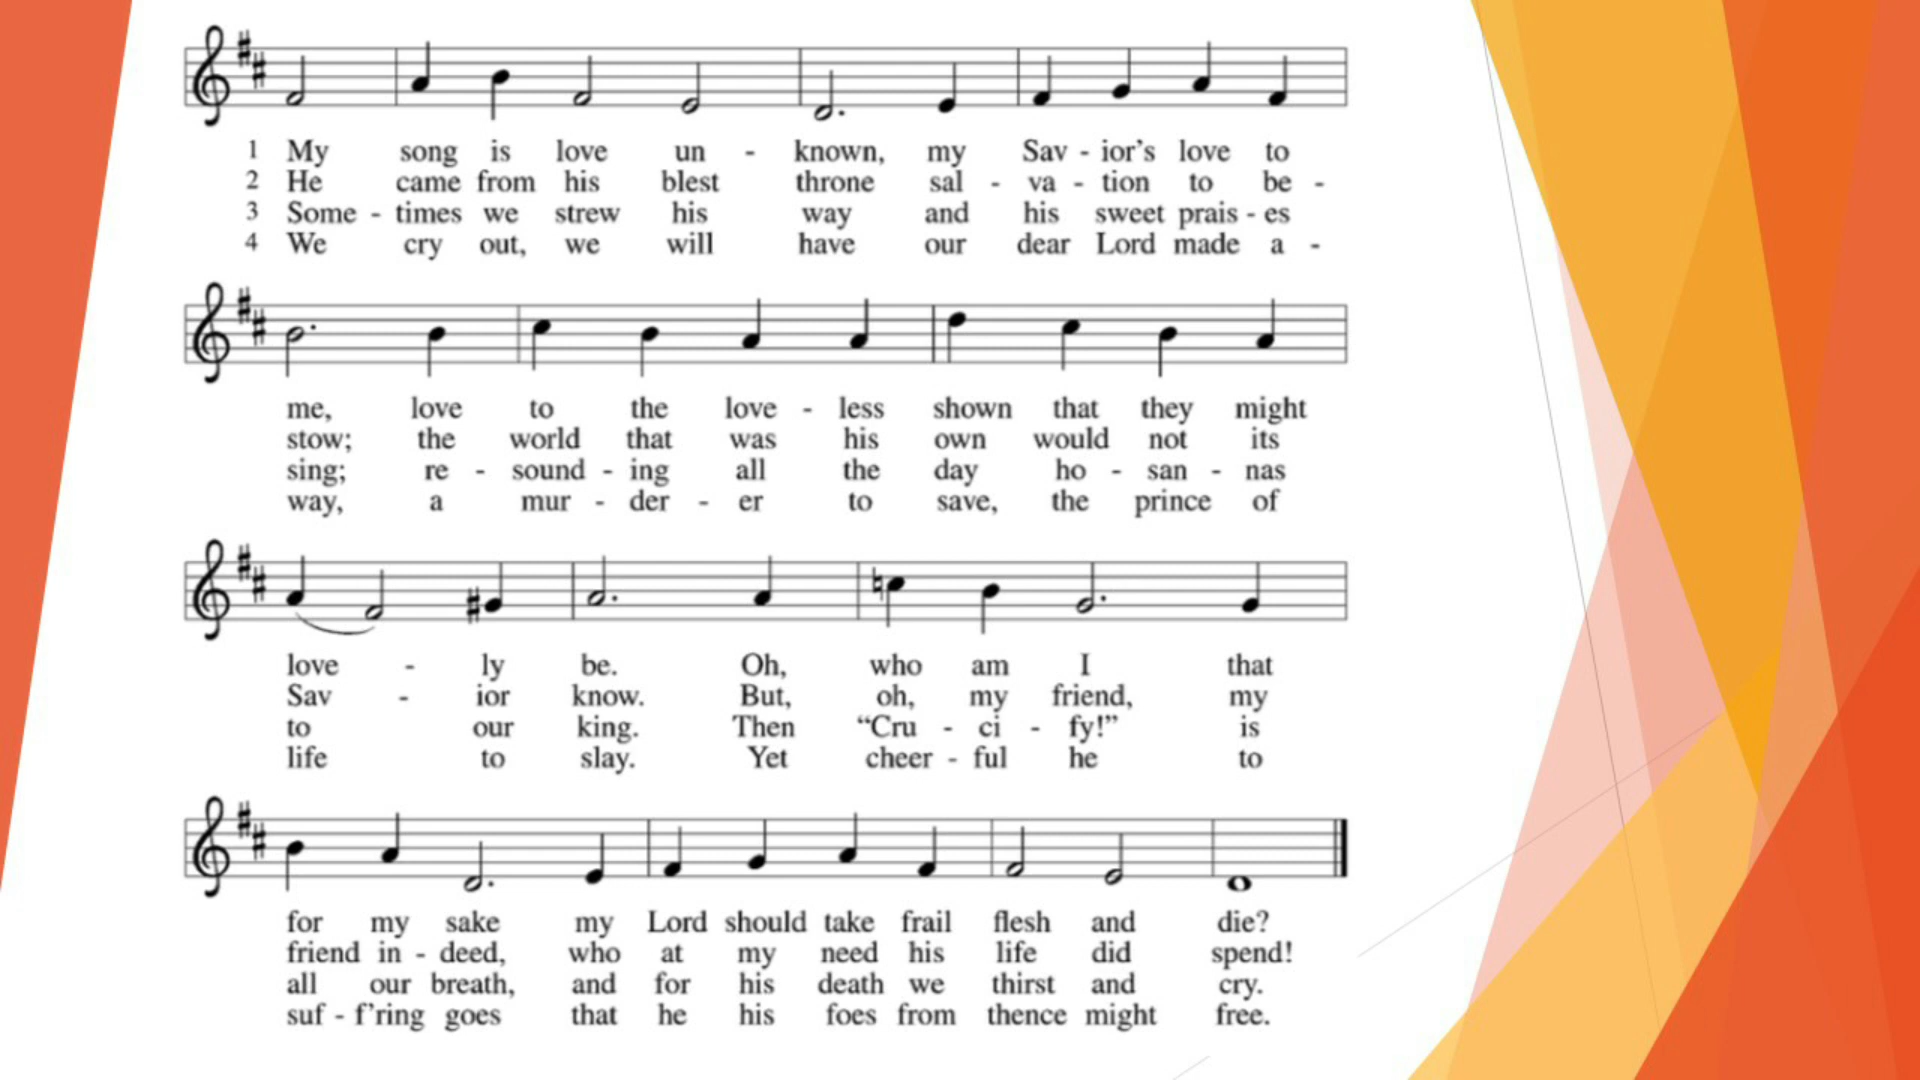 1 My song is love un - known, my Sav - ior's love to
2 He came from his blest throne sal - va - tion to be -
3 Some - times we strew his way and his sweet prais - es
4 We cry out, we will have our dear Lord made a -
me, love to the love - less shown that they might
stow; the world that was his own would not its
sing; re - sound - ing all the day ho - san - nas
way, a mur - der - er to save, the prince of
love - ly be. Oh, who am I that
Sav - ior know. But, oh, my friend, my
to our king. Then “Cru - ci - fy!” is
life to slay. Yet cheer - ful he to
for my sake my Lord should take frail flesh and die?
friend in - deed, who at my need his life did spend!
all our breath, and for his death we thirst and cry.
suf - f'ring goes that he his foes from thence might free.